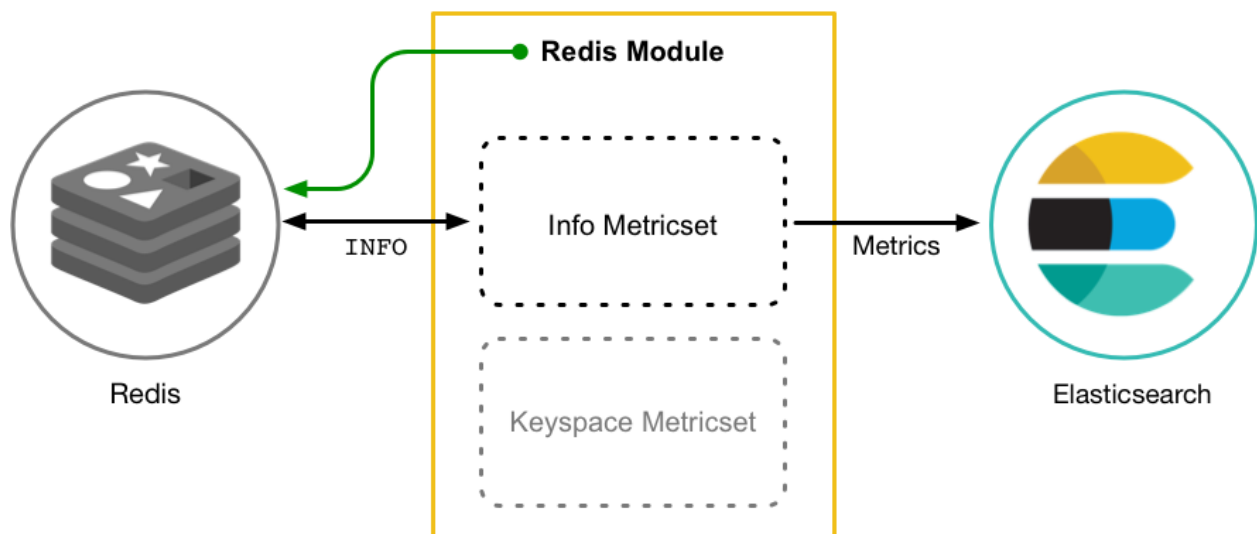 Redis Module
Info Metricset
INFO
Metrics
Redis
Elasticsearch
Keyspace Metricset